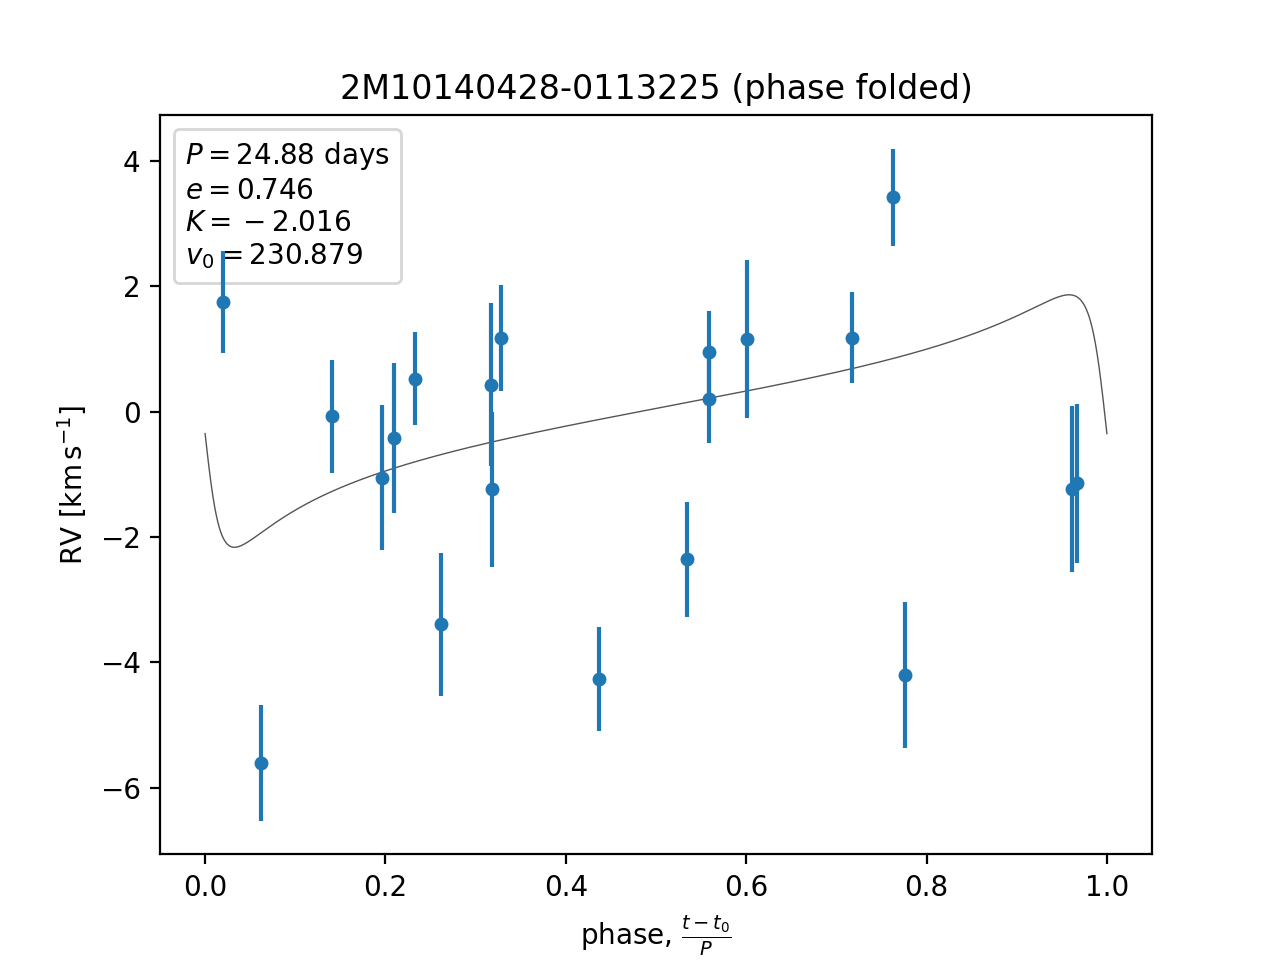 2M10140428-0113225 (phase folded)
P = 24.88 days
e = 0.746
K = −2.016
v₀ = 230.879
4
2
0
−2
−4
−6
RV [km s⁻¹]
0.0 0.2 0.4 0.6 0.8 1.0
phase, (t − t₀)/P